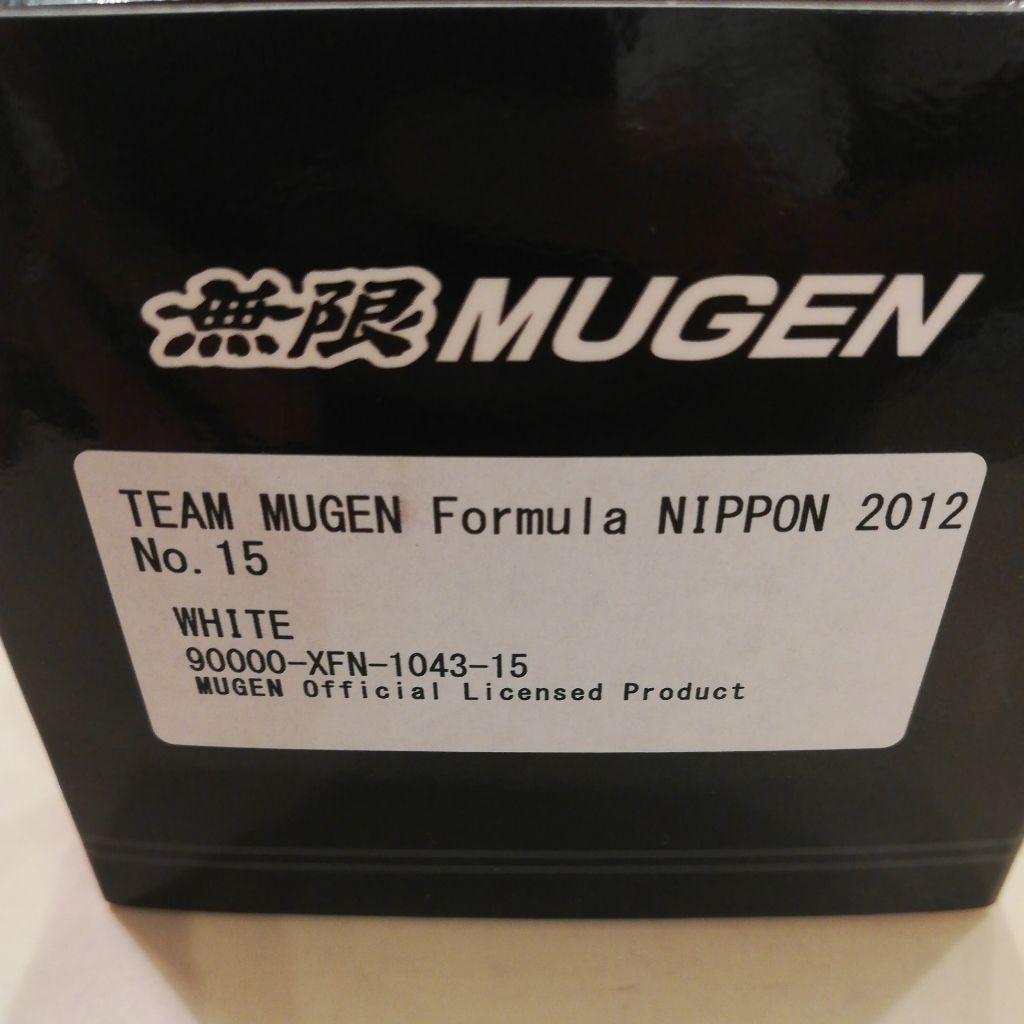 無限 MUGEN
TEAM MUGEN Formula NIPPON 2012
No.15
WHITE
90000-XFN-1043-15
MUGEN Official Licensed Product